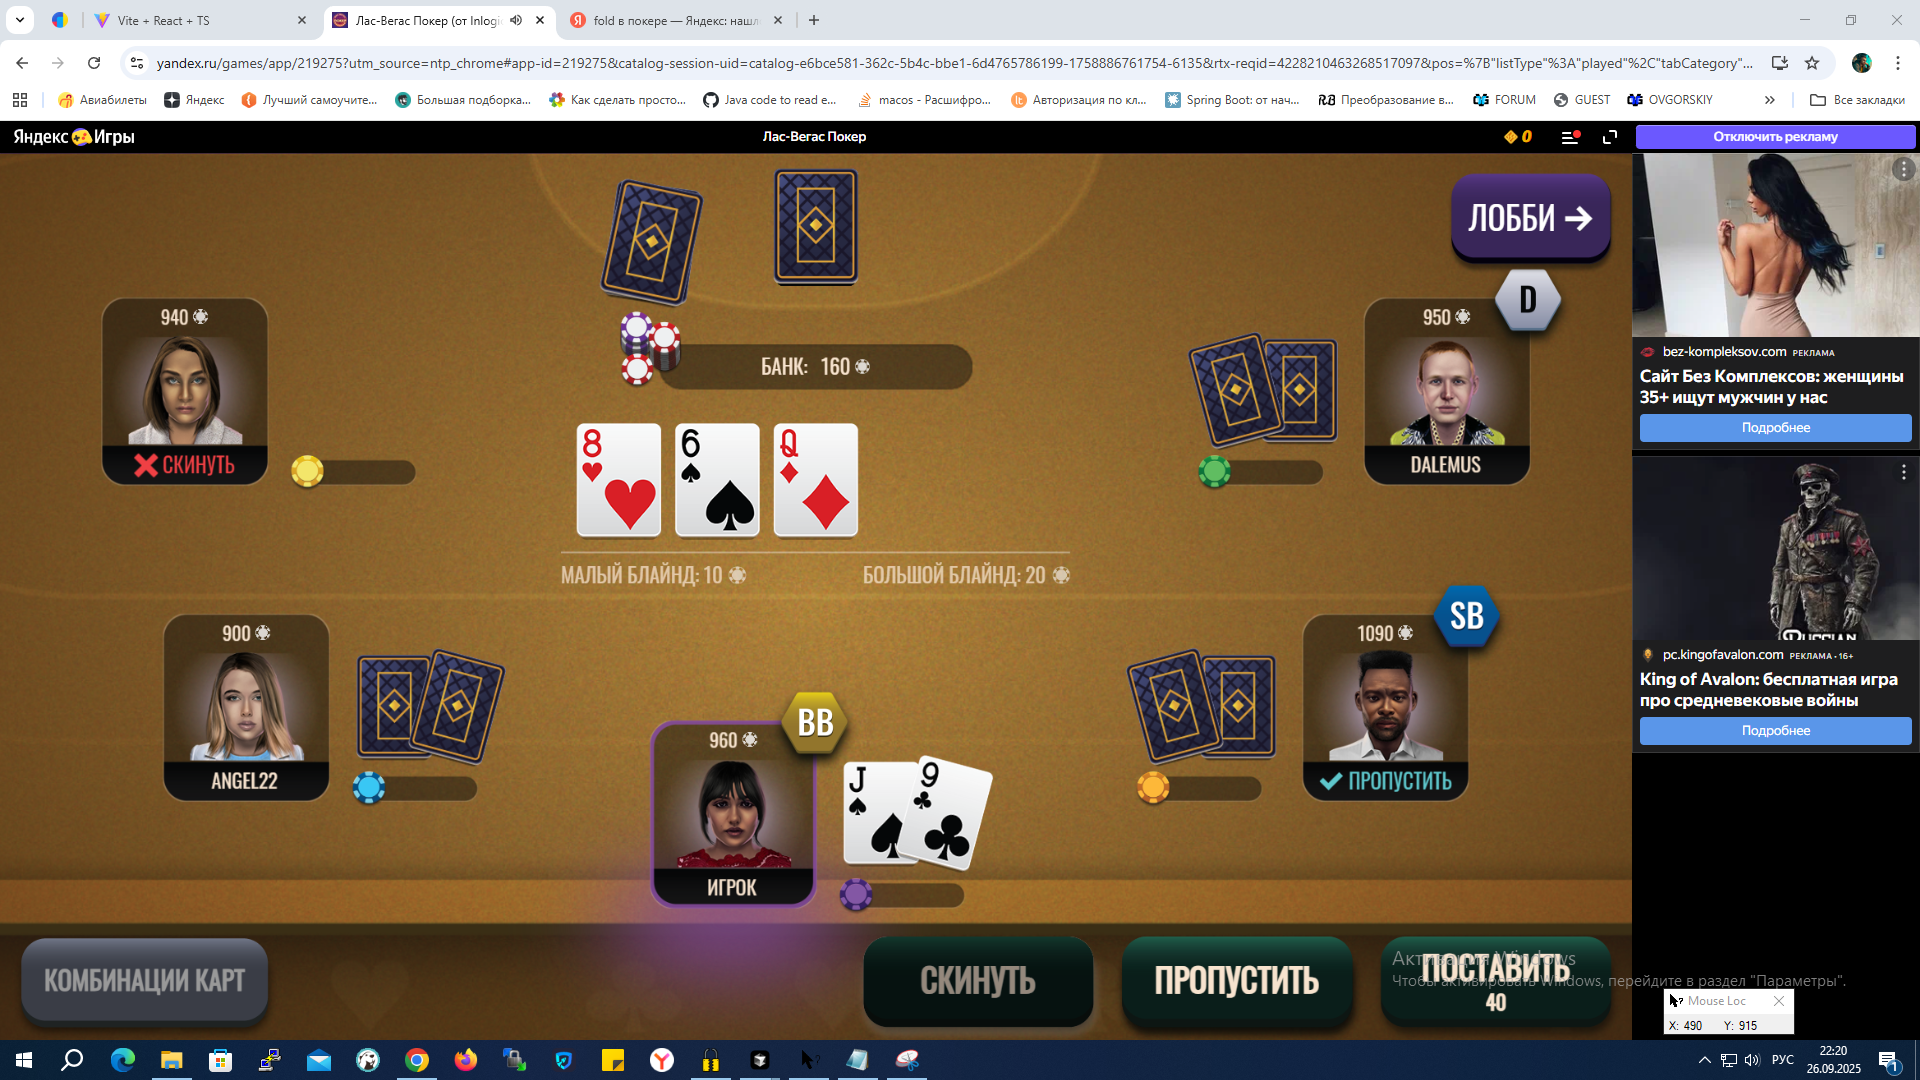 Vite + React + TS
Лас-Вегас Покер (от Inlogi
fold в покере — Яндекс: нашл
yandex.ru/games/app/219275?utm_source=ntp_chrome#app-id=219275&catalog-session-uid=catalog-e6bce581-362c-5b4c-bbe1-6d4765786199-1758886761754-6135&rtx-reqid=4228210463268517097&pos=%7B"listType"%3A"played"%2C"tabCategory"...
Авиабилеты
Яндекс
Лучший самоучите...
Большая подборка...
Как сделать просто...
Java code to read e...
macos - Расшифро...
Авторизация по кл...
Spring Boot: от нач...
Преобразование в...
FORUM
GUEST
OVGORSKIY
Все закладки
Яндекс Игры
Лас-Вегас Покер
0
Отключить рекламу
ЛОББИ
D
940
950
БАНК: 160
СКИНУТЬ
DALEMUS
8
6
Q
МАЛЫЙ БЛАЙНД: 10
БОЛЬШОЙ БЛАЙНД: 20
SB
900
1090
BB
960
J
9
ANGEL22
ПРОПУСТИТЬ
ИГРОК
КОМБИНАЦИИ КАРТ
СКИНУТЬ
ПРОПУСТИТЬ
ПОСТАВИТЬ
40
bez-kompleksov.com РЕКЛАМА
Сайт Без Комплексов: женщины
35+ ищут мужчин у нас
Подробнее
RUSSIAN
pc.kingofavalon.com РЕКЛАМА • 16+
King of Avalon: бесплатная игра
про средневековые войны
Подробнее
Активация Windows
Чтобы активировать Windows, перейдите в раздел "Параметры".
Mouse Loc
X: 490 Y: 915
РУС
22:20
26.09.2025
1